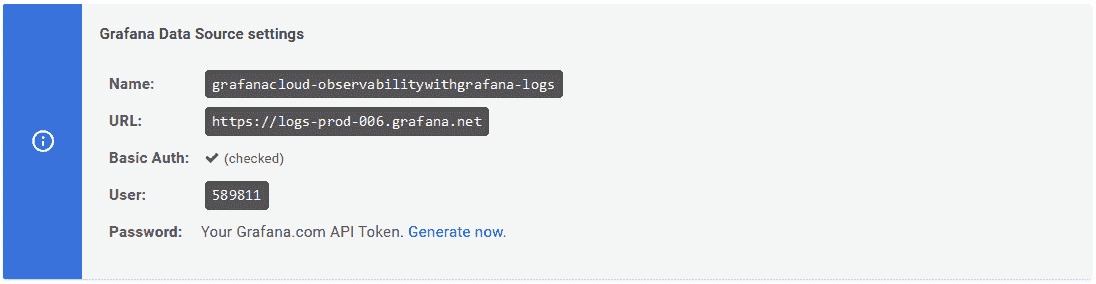 Grafana Data Source settings
Name: grafanacloud-observabilitywithgrafana-logs
URL: https://logs-prod-006.grafana.net
Basic Auth: ✔ (checked)
User: 589811
Password: Your Grafana.com API Token. Generate now.